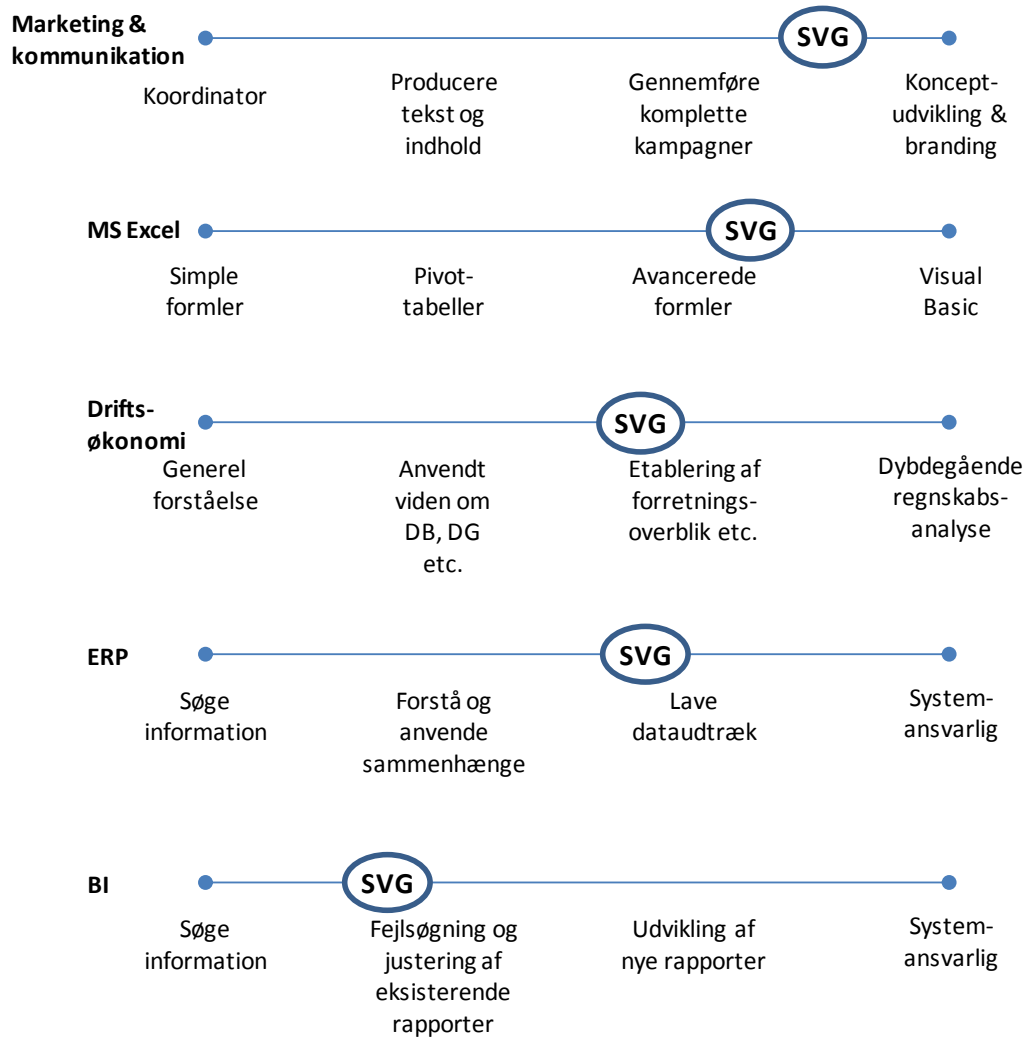 Marketing &
kommunikation
SVG
Koordinator
Producere
tekst og
indhold
Gennemføre
komplette
kampagner
Koncept-
udvikling &
branding
MS Excel
SVG
Simple
formler
Pivot-
tabeller
Avancerede
formler
Visual
Basic
Drifts-
økonomi
SVG
Generel
forståelse
Anvendt
viden om
DB, DG
etc.
Etablering af
forretnings-
overblik etc.
Dybdegående
regnskabs-
analyse
ERP
SVG
Søge
information
Forstå og
anvende
sammenhænge
Lave
dataudtræk
System-
ansvarlig
BI
SVG
Søge
information
Fejlsøgning og
justering af
eksisterende
rapporter
Udvikling af
nye rapporter
System-
ansvarlig